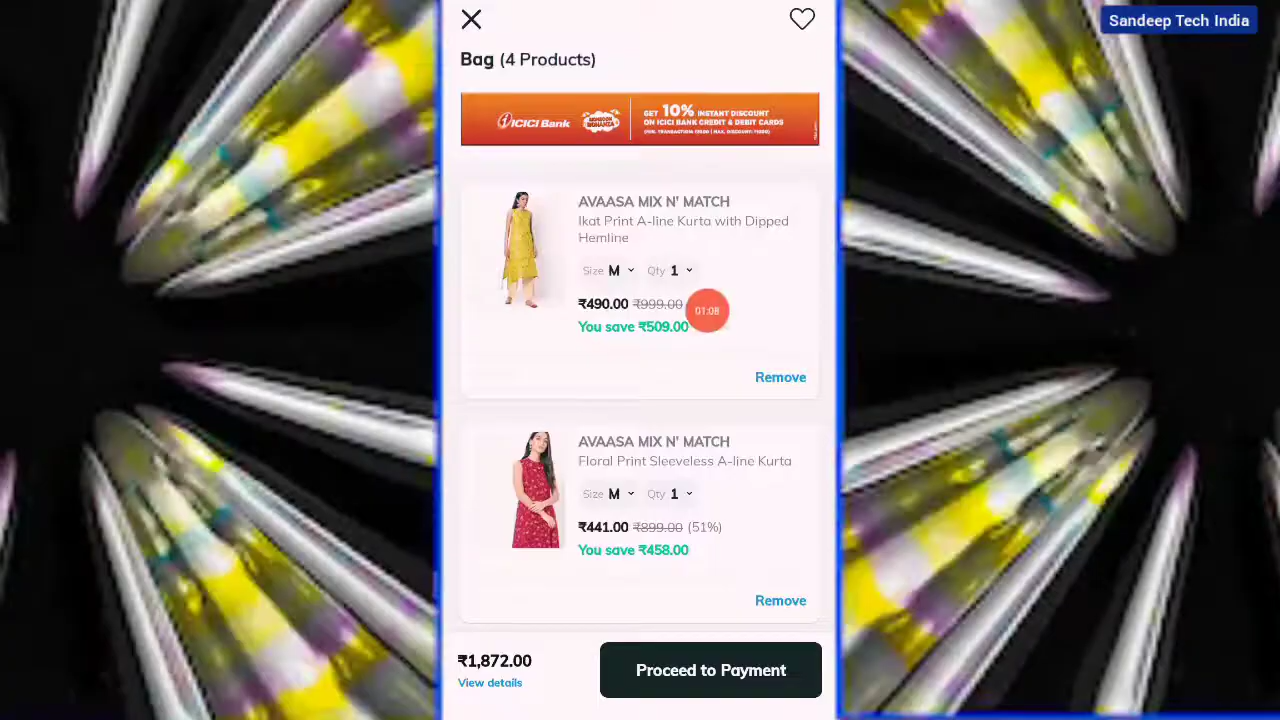 Sandeep Tech India
Bag (4 Products)
ICICI Bank
GET 10% INSTANT DISCOUNT
ON ICICI BANK CREDIT & DEBIT CARDS
AVAASA MIX N' MATCH
Ikat Print A-line Kurta with Dipped
Hemline
Size M Qty 1
₹490.00 ₹999.00
01:08
You save ₹509.00
Remove
AVAASA MIX N' MATCH
Floral Print Sleeveless A-line Kurta
Size M Qty 1
₹441.00 ₹899.00 (51%)
You save ₹458.00
Remove
₹1,872.00
View details
Proceed to Payment